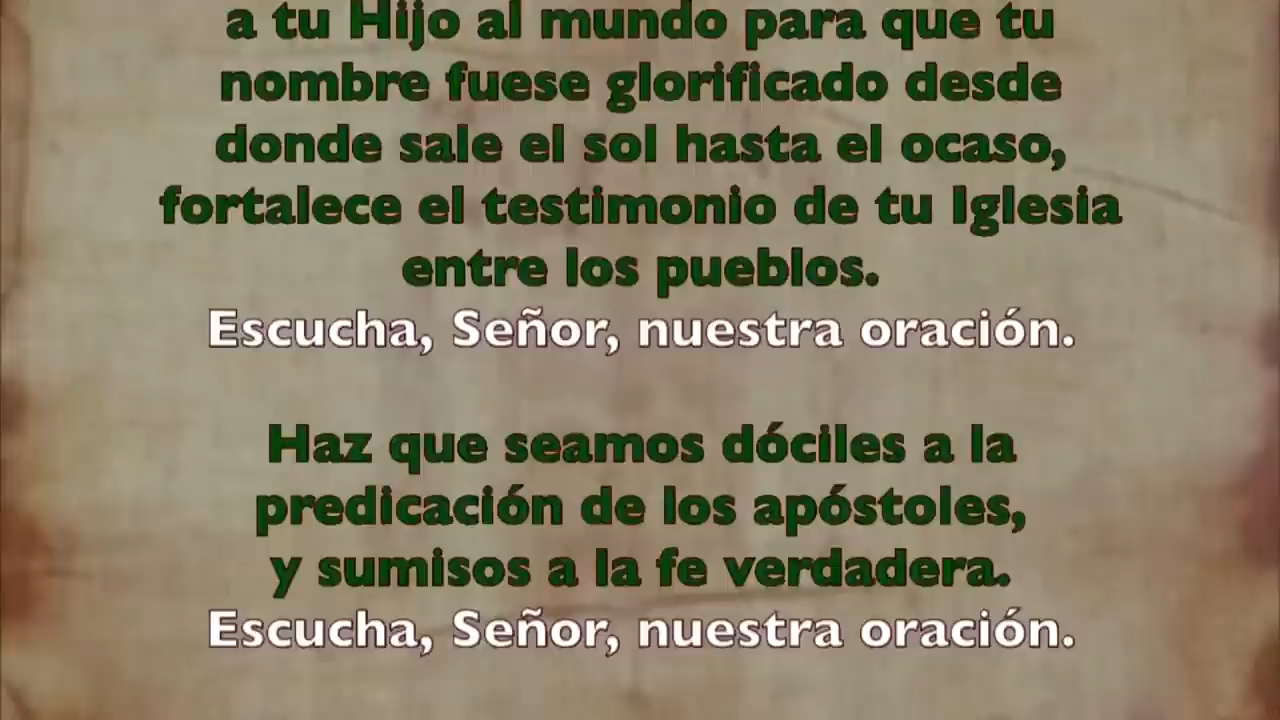 a tu Hijo al mundo para que tu
nombre fuese glorificado desde
donde sale el sol hasta el ocaso,
fortalece el testimonio de tu Iglesia
entre los pueblos.
Escucha, Señor, nuestra oración.
Haz que seamos dóciles a la
predicación de los apóstoles,
y sumisos a la fe verdadera.
Escucha, Señor, nuestra oración.